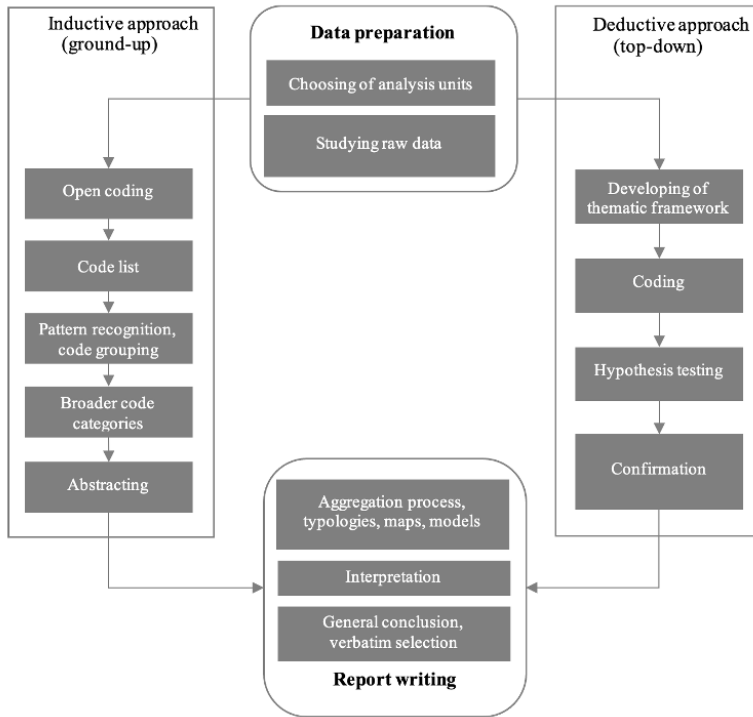 Inductive approach
(ground-up)
Open coding
Code list
Pattern recognition,
code grouping
Broader code
categories
Abstracting
Data preparation
Choosing of analysis units
Studying raw data
Deductive approach
(top-down)
Developing of
thematic framework
Coding
Hypothesis testing
Confirmation
Aggregation process,
typologies, maps, models
Interpretation
General conclusion,
verbatim selection
Report writing